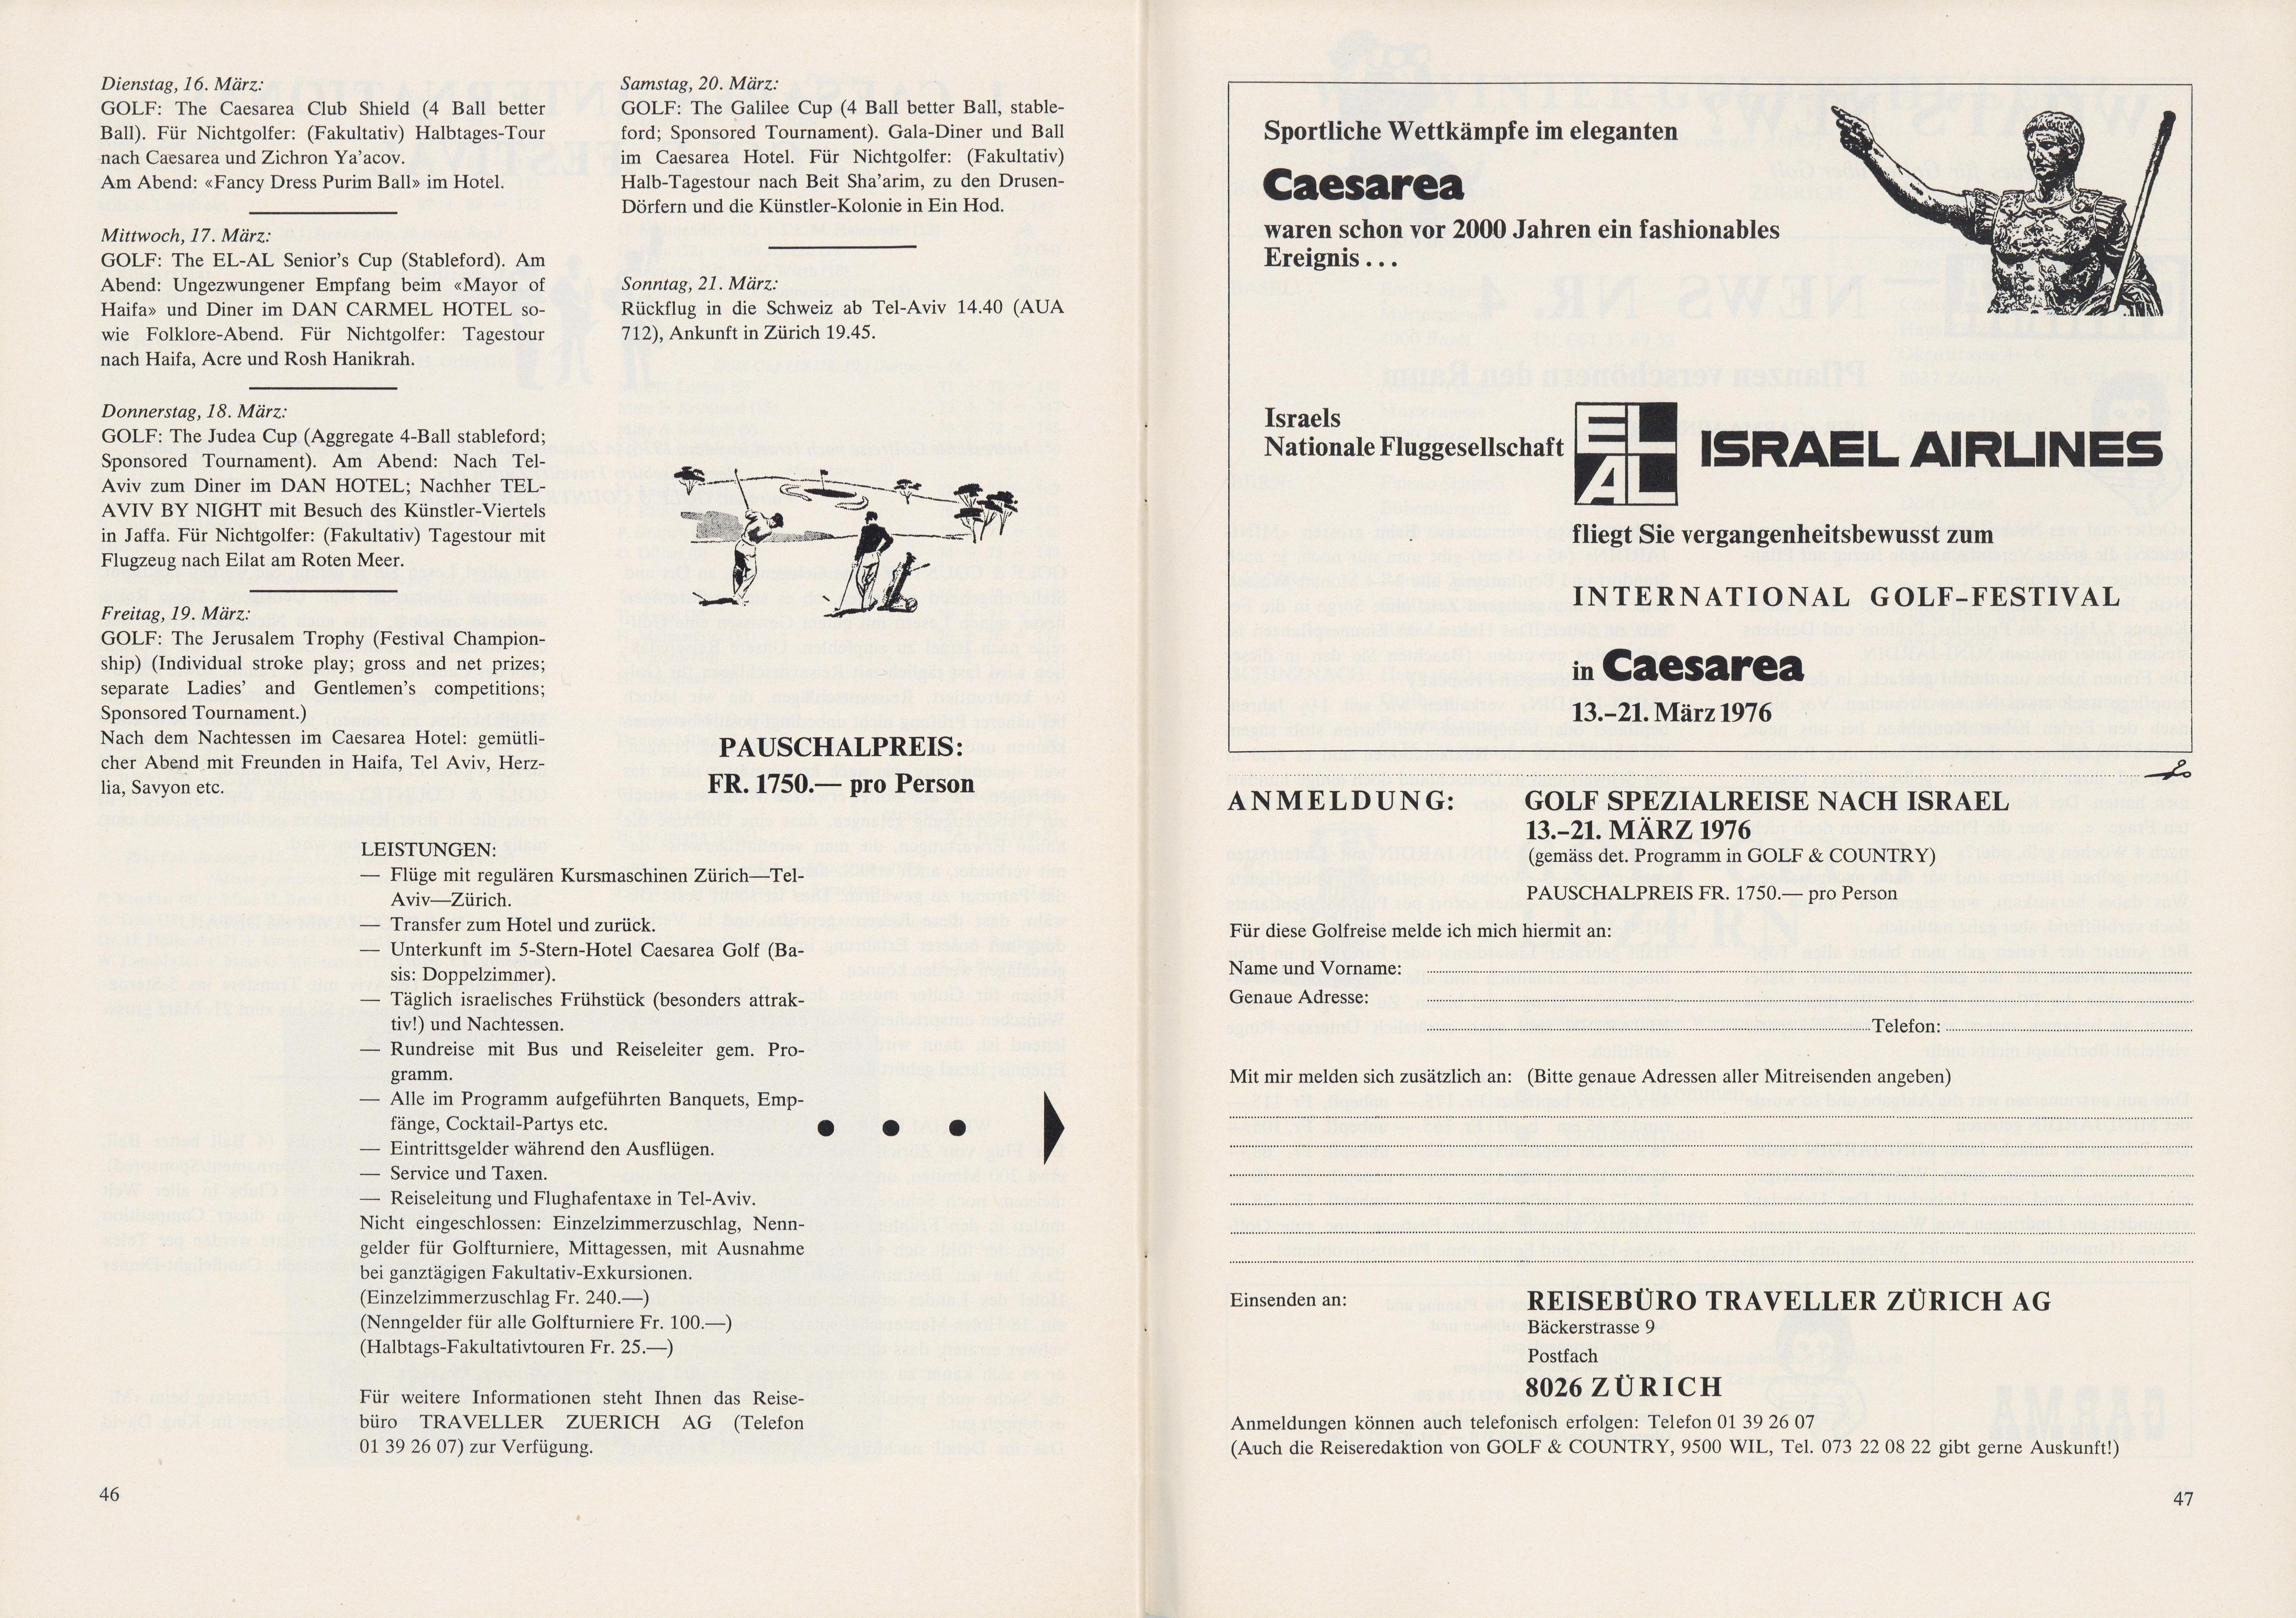 Dienstag, 16. März:
GOLF: The Caesarea Club Shield (4 Ball better
Ball). Für Nichtgolfer: (Fakultativ) Halbtages-Tour
nach Caesarea und Zichron Ya'acov.
Am Abend: «Fancy Dress Purim Ball» im Hotel.
Mittwoch, 17. März:
GOLF: The EL-AL Senior's Cup (Stableford). Am
Abend: Ungezwungener Empfang beim «Mayor of
Haifa» und Diner im DAN CARMEL HOTEL so-
wie Folklore-Abend. Für Nichtgolfer: Tagestour
nach Haifa, Acre und Rosh Hanikrah.
Donnerstag, 18. März:
GOLF: The Judea Cup (Aggregate 4-Ball stableford;
Sponsored Tournament). Am Abend: Nach Tel-
Aviv zum Diner im DAN HOTEL; Nachher TEL-
AVIV BY NIGHT mit Besuch des Künstler-Viertels
in Jaffa. Für Nichtgolfer: (Fakultativ) Tagestour mit
Flugzeug nach Eilat am Roten Meer.
Freitag, 19. März:
GOLF: The Jerusalem Trophy (Festival Champion-
ship) (Individual stroke play; gross and net prizes;
separate Ladies' and Gentlemen's competitions;
Sponsored Tournament.)
Nach dem Nachtessen im Caesarea Hotel: gemütli-
cher Abend mit Freunden in Haifa, Tel Aviv, Herz-
lia, Savyon etc.
Samstag, 20. März:
GOLF: The Galilee Cup (4 Ball better Ball, stable-
ford; Sponsored Tournament). Gala-Diner und Ball
im Caesarea Hotel. Für Nichtgolfer: (Fakultativ)
Halb-Tagestour nach Beit Sha'arim, zu den Drusen-
Dörfern und die Künstler-Kolonie in Ein Hod.
Sonntag, 21. März:
Rückflug in die Schweiz ab Tel-Aviv 14.40 (AUA
712), Ankunft in Zürich 19.45.
PAUSCHALPREIS:
FR. 1750.— pro Person
LEISTUNGEN:
— Flüge mit regulären Kursmaschinen Zürich—Tel-
Aviv—Zürich.
— Transfer zum Hotel und zurück.
— Unterkunft im 5-Stern-Hotel Caesarea Golf (Ba-
sis: Doppelzimmer).
— Täglich israelisches Frühstück (besonders attrak-
tiv!) und Nachtessen.
— Rundreise mit Bus und Reiseleiter gem. Pro-
gramm.
— Alle im Programm aufgeführten Banquets, Emp-
fänge, Cocktail-Partys etc.
— Eintrittsgelder während den Ausflügen.
— Service und Taxen.
— Reiseleitung und Flughafentaxe in Tel-Aviv.
Nicht eingeschlossen: Einzelzimmerzuschlag, Nenn-
gelder für Golfturniere, Mittagessen, mit Ausnahme
bei ganztägigen Fakultativ-Exkursionen.
(Einzelzimmerzuschlag Fr. 240.—)
(Nenngelder für alle Golfturniere Fr. 100.—)
(Halbtags-Fakultativtouren Fr. 25.—)
Für weitere Informationen steht Ihnen das Reise-
büro TRAVELLER ZUERICH AG (Telefon
01 39 26 07) zur Verfügung.
46
Sportliche Wettkämpfe im eleganten
Caesarea
waren schon vor 2000 Jahren ein fashionables
Ereignis . . .
Israels
Nationale Fluggesellschaft
EL
AL
ISRAEL AIRLINES
fliegt Sie vergangenheitsbewusst zum
INTERNATIONAL GOLF-FESTIVAL
in Caesarea
13.–21. März 1976
ANMELDUNG: GOLF SPEZIALREISE NACH ISRAEL
13.–21. MÄRZ 1976
(gemäss det. Programm in GOLF & COUNTRY)
PAUSCHALPREIS FR. 1750.— pro Person
Für diese Golfreise melde ich mich hiermit an:
Name und Vorname:
Genaue Adresse:
Telefon:
Mit mir melden sich zusätzlich an: (Bitte genaue Adressen aller Mitreisenden angeben)
Einsenden an: REISEBÜRO TRAVELLER ZÜRICH AG
Bäckerstrasse 9
Postfach
8026 ZÜRICH
Anmeldungen können auch telefonisch erfolgen: Telefon 01 39 26 07
(Auch die Reiseredaktion von GOLF & COUNTRY, 9500 WIL, Tel. 073 22 08 22 gibt gerne Auskunft!)
47